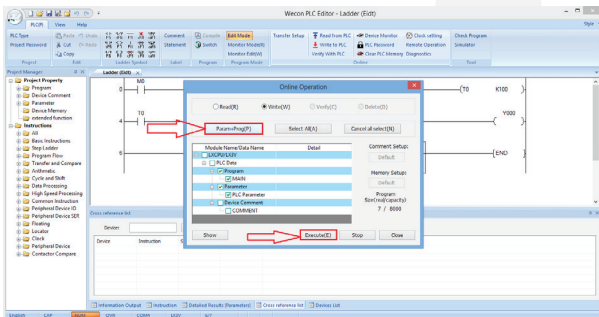 Wecon PLC Editor - Ladder (Eidt)
PLC(F) View Help Style
PLC Type Undo Comment Console Edit Mode Transfer Setup Read from PLC Device Monitor Clock setting Check Program
Project Password Cut Statement Switch Monitor Mode(R) Write to PLC PLC Password Remote Operation Simulator
Copy Monitor Edit(W) Verify With PLC Clear PLC Memory Diagnostics
Project Edit Ladder Symbol Label Program Program Mode Online Tool
Project Manager Ladder (Eidt)
Project Property
Program
Device Comment
Parameter
Device Memory
extended function
Instructions
All
Basic Instructions
Step Ladder
Program Flow
Transfer and Compare
Arithmetic
Cycle and Shift
Data Processing
High Speed Processing
Common Instruction
Peripheral Device IO
Peripheral Device SER
Floating
Locator
Clock
Peripheral Device
Contactor Compare
0 M0 (T0 K100 )
4 T0 Y000
6 [END ]
Online Operation
Read(R) Write(W) Verify(C) Delete(D)
Param+Prog(P) Select All(A) Cancel all select(N)
Module Name/Data Name Detail
PLC Data
Program
MAIN
Parameter
PLC Parameter
Device Comment
COMMENT
Comment Setup:
Default
Memory Setup:
Default
Program
Size(real/capacity)
7 / 8000
Show Execute(E) Stop Close
Cross reference list
Device:
Device Instruction
Information Output Instruction Detailed Results (Parameters) Cross reference list Devices List
English CAP NUM OVR COMM